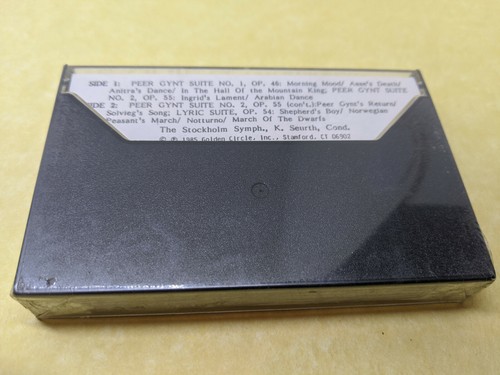 SIDE 1: PEER GYNT SUITE NO. 1, OP. 46: Morning Mood/ Aase's Death/
Anitra's Dance/ In The Hall Of the Mountain King; PEER GYNT SUITE
NO. 2, OP. 55: Ingrid's Lament/ Arabian Dance
SIDE 2: PEER GYNT SUITE NO. 2, OP. 55 (con't.):Peer Gynt's Return/
Solvieg's Song; LYRIC SUITE, OP. 54: Shepherd's Boy/ Norwegian
Peasant's March/ Notturno/ March Of The Dwarfs
The Stockholm Symph., K. Seurth, Cond.
© ℗ 1985 Golden Circle, Inc., Stamford, CT 06902